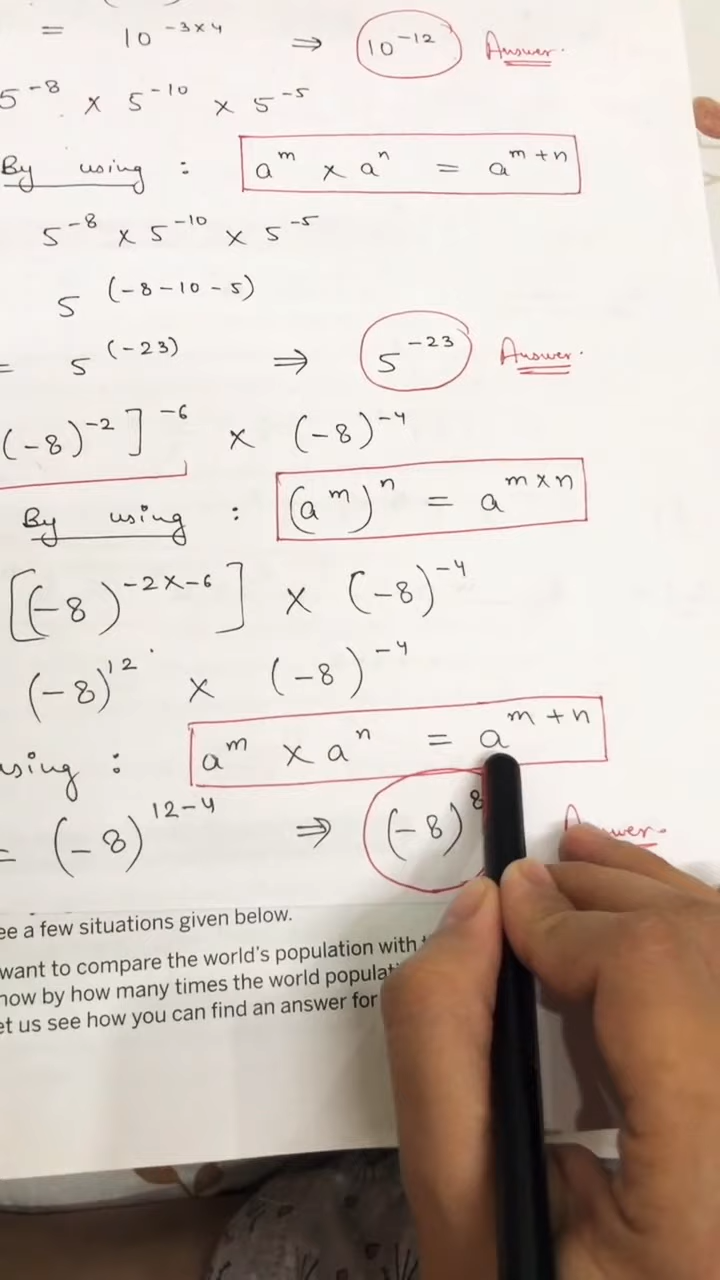 = 10^{-3×4} ⇒ 10^{-12} Answer.
5^{-8} × 5^{-10} × 5^{-5}
By using : a^m × a^n = a^{m+n}
5^{-8} × 5^{-10} × 5^{-5}
5^{(-8-10-5)}
= 5^{(-23)} ⇒ 5^{-23} Answer.
(-8)^{-2}]^{-6} × (-8)^{-4}
By using : (a^m)^n = a^{m×n}
[(-8)^{-2×-6}] × (-8)^{-4}
(-8)^{12} × (-8)^{-4}
using : a^m × a^n = a^{m+n}
= (-8)^{12-4} ⇒ (-8)^8 Answer.
see a few situations given below.
want to compare the world's population with
now by how many times the world populat
et us see how you can find an answer for